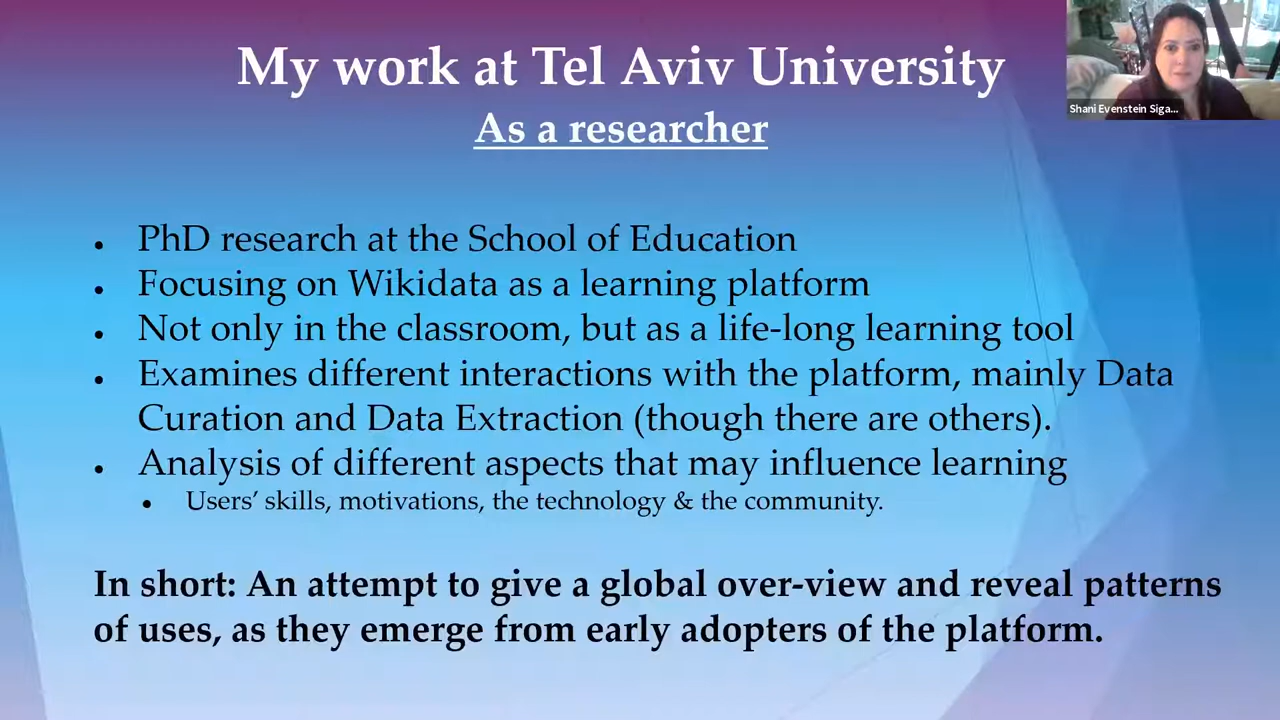 My work at Tel Aviv University
As a researcher
Shani Evenstein Siga...
• PhD research at the School of Education
• Focusing on Wikidata as a learning platform
• Not only in the classroom, but as a life-long learning tool
• Examines different interactions with the platform, mainly Data
Curation and Data Extraction (though there are others).
• Analysis of different aspects that may influence learning
• Users’ skills, motivations, the technology & the community.
In short: An attempt to give a global over-view and reveal patterns
of uses, as they emerge from early adopters of the platform.